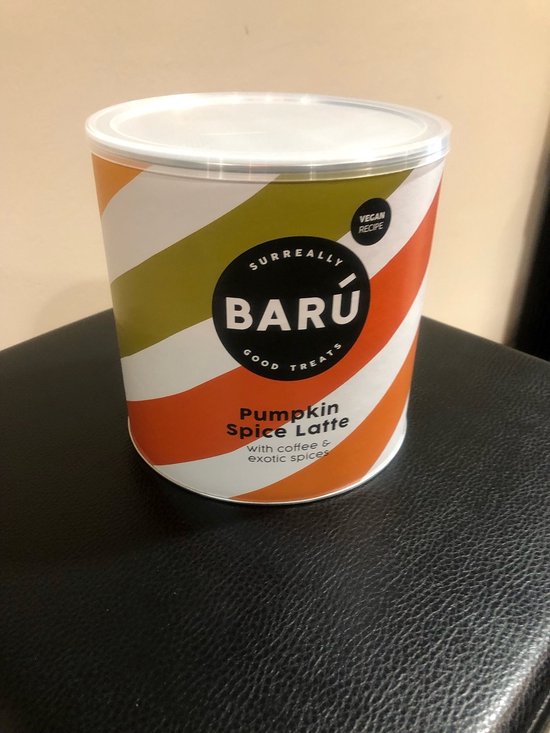 VEGAN
RECIPE
SURREALLY
BARÚ
GOOD TREATS
Pumpkin
Spice Latte
with coffee &
exotic spices